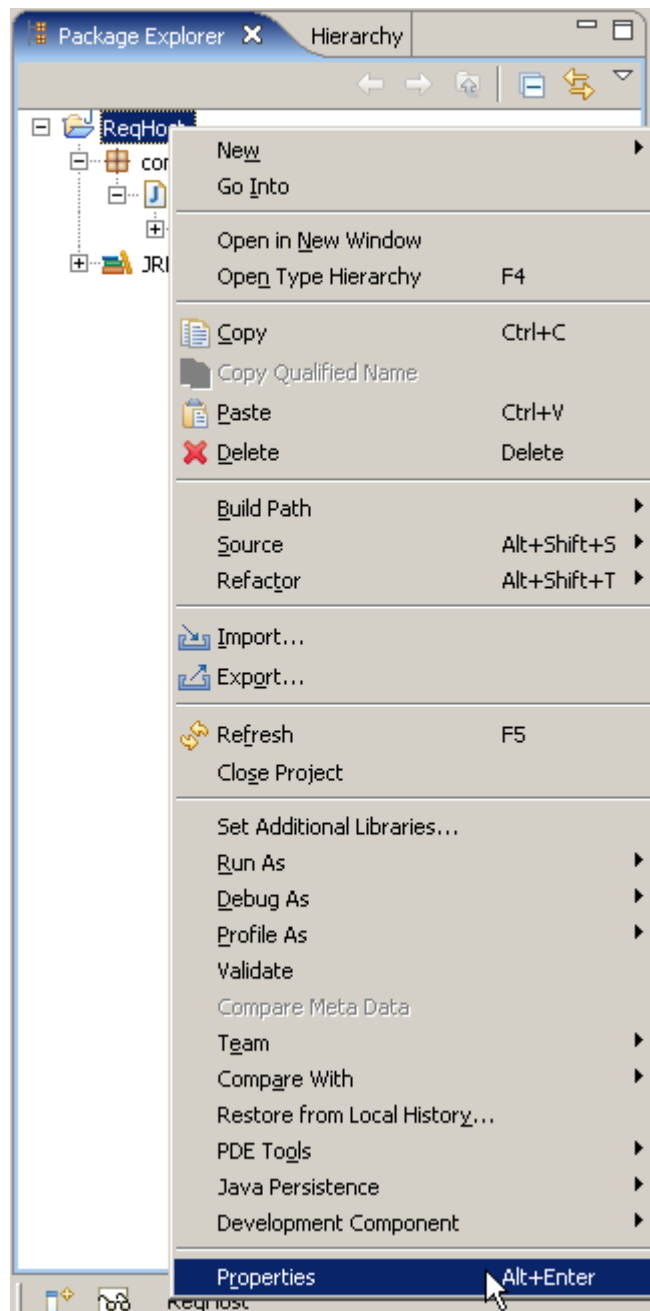 Package Explorer Hierarchy
ReqHost
New
Go Into
Open in New Window
Open Type Hierarchy F4
Copy Ctrl+C
Copy Qualified Name
Paste Ctrl+V
Delete Delete
Build Path
Source Alt+Shift+S
Refactor Alt+Shift+T
Import...
Export...
Refresh F5
Close Project
Set Additional Libraries...
Run As
Debug As
Profile As
Validate
Compare Meta Data
Team
Compare With
Restore from Local History...
PDE Tools
Java Persistence
Development Component
Properties Alt+Enter
ReqHost